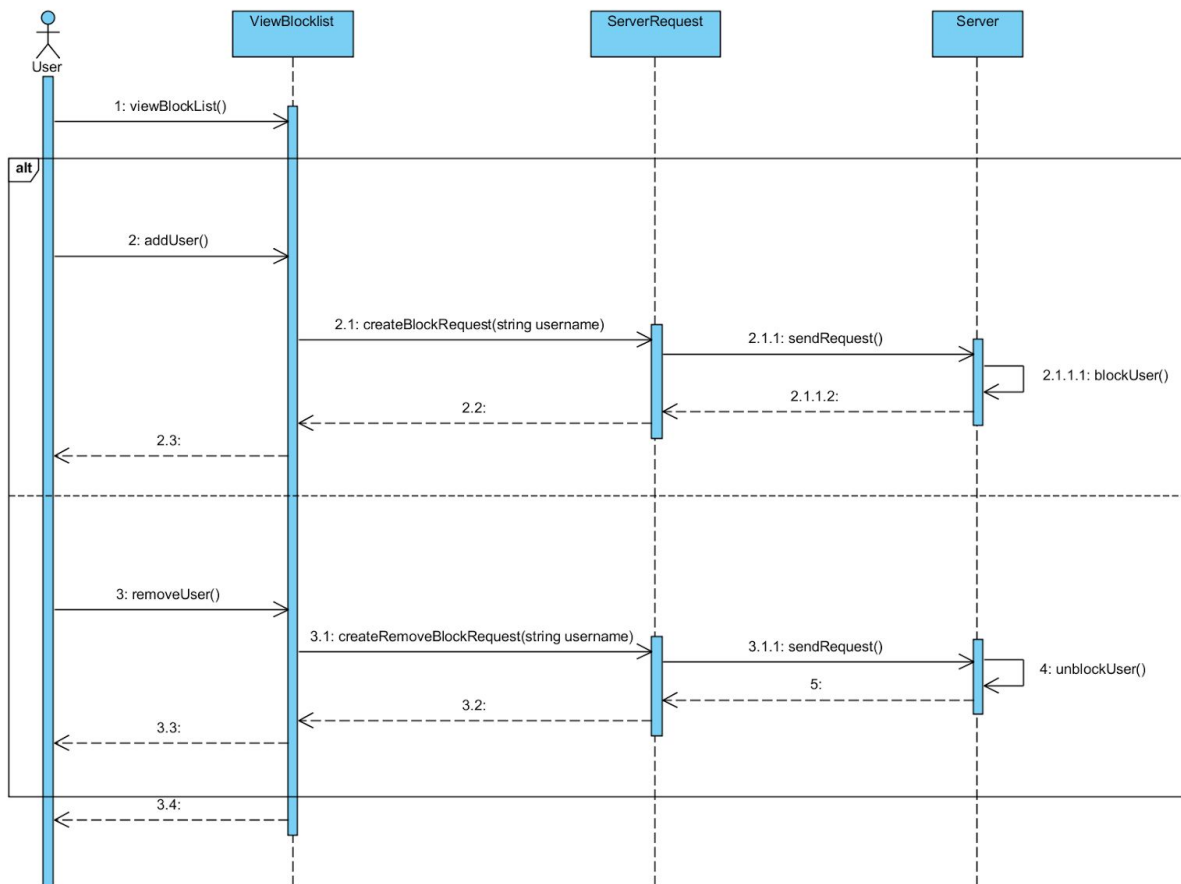 ViewBlocklist
ServerRequest
Server
User
1: viewBlockList()
alt
2: addUser()
2.1: createBlockRequest(string username)
2.1.1: sendRequest()
2.1.1.1: blockUser()
2.1.1.2:
2.2:
2.3:
3: removeUser()
3.1: createRemoveBlockRequest(string username)
3.1.1: sendRequest()
4: unblockUser()
5:
3.2:
3.3:
3.4: